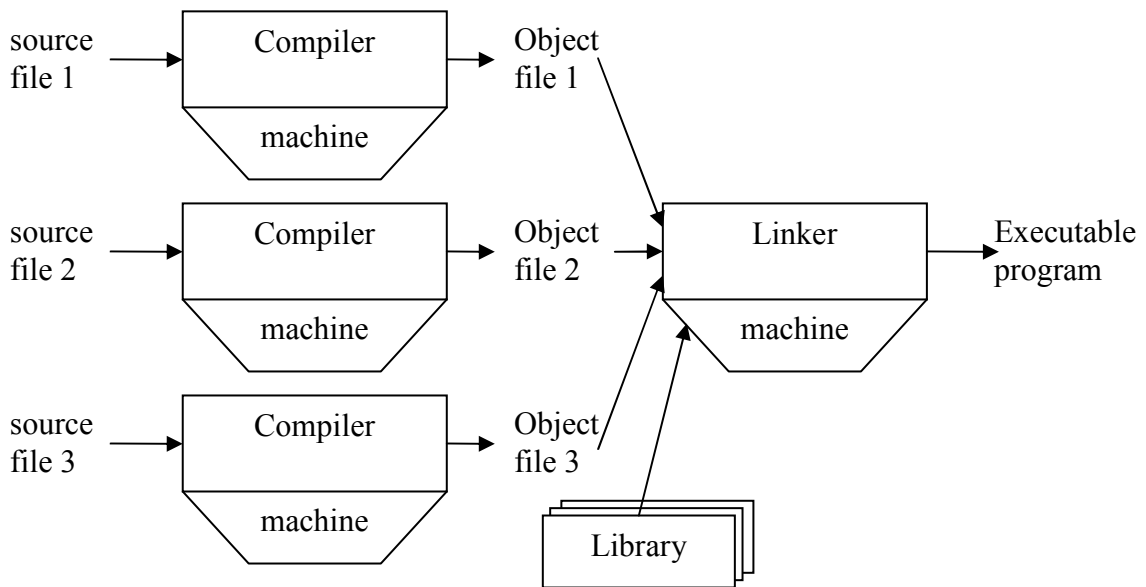 source
file 1
Compiler
machine
Object
file 1
source
file 2
Compiler
machine
Object
file 2
Linker
machine
Executable
program
source
file 3
Compiler
machine
Object
file 3
Library